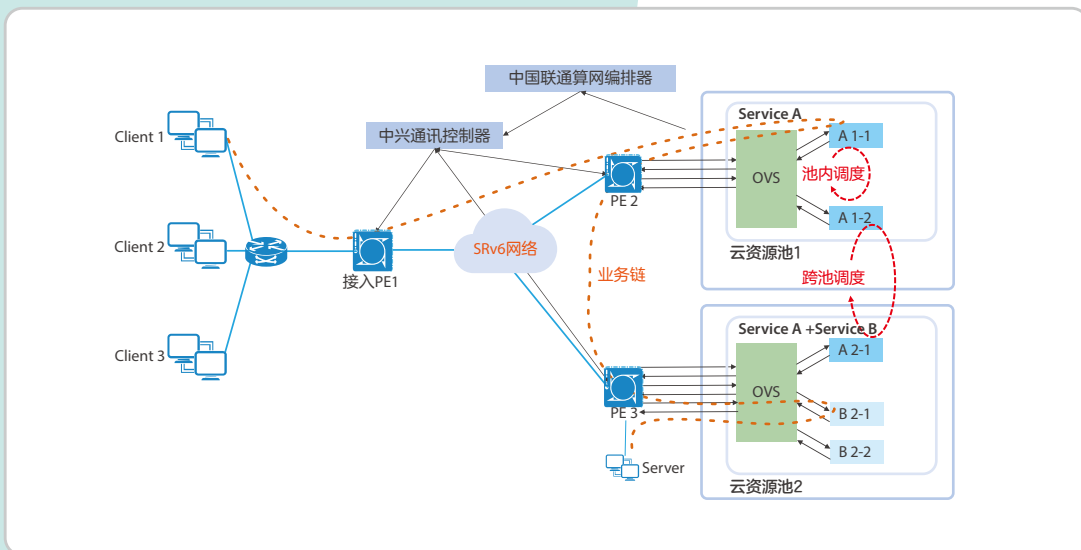 中国联通算网编排器
中兴通讯控制器
Client 1
Client 2
Client 3
接入PE1
SRv6网络
PE 2
业务链
PE 3
Server
Service A
OVS
A 1-1
池内调度
A 1-2
云资源池1
跨池调度
Service A +Service B
OVS
A 2-1
B 2-1
B 2-2
云资源池2